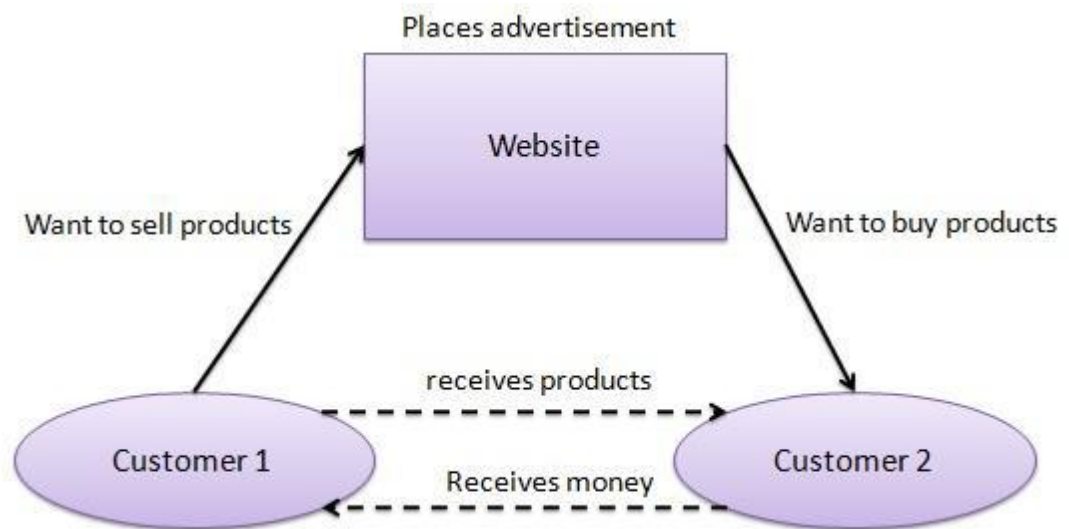 Places advertisement
Website
Want to sell products
Want to buy products
receives products
Customer 1
Customer 2
Receives money